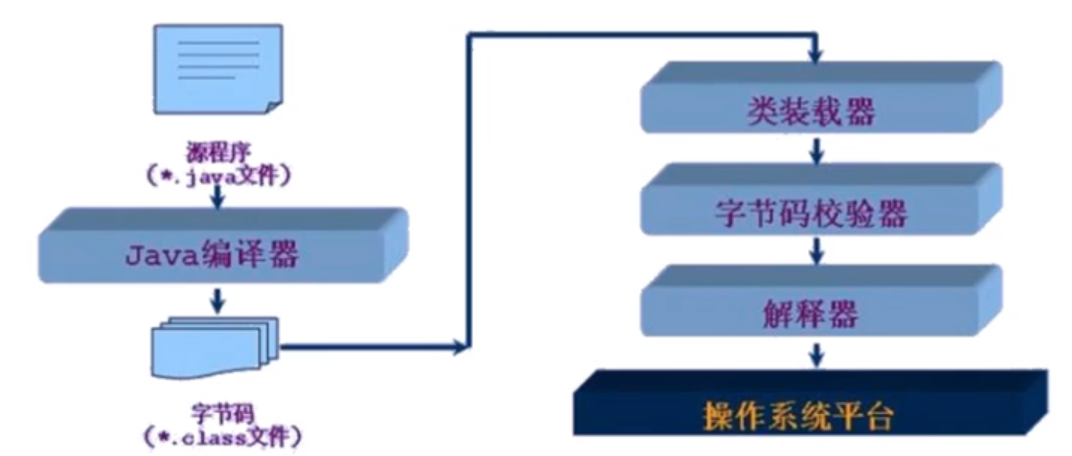 源程序
(*.java文件)
Java编译器
字节码
(*.class文件)
类装载器
字节码校验器
解释器
操作系统平台